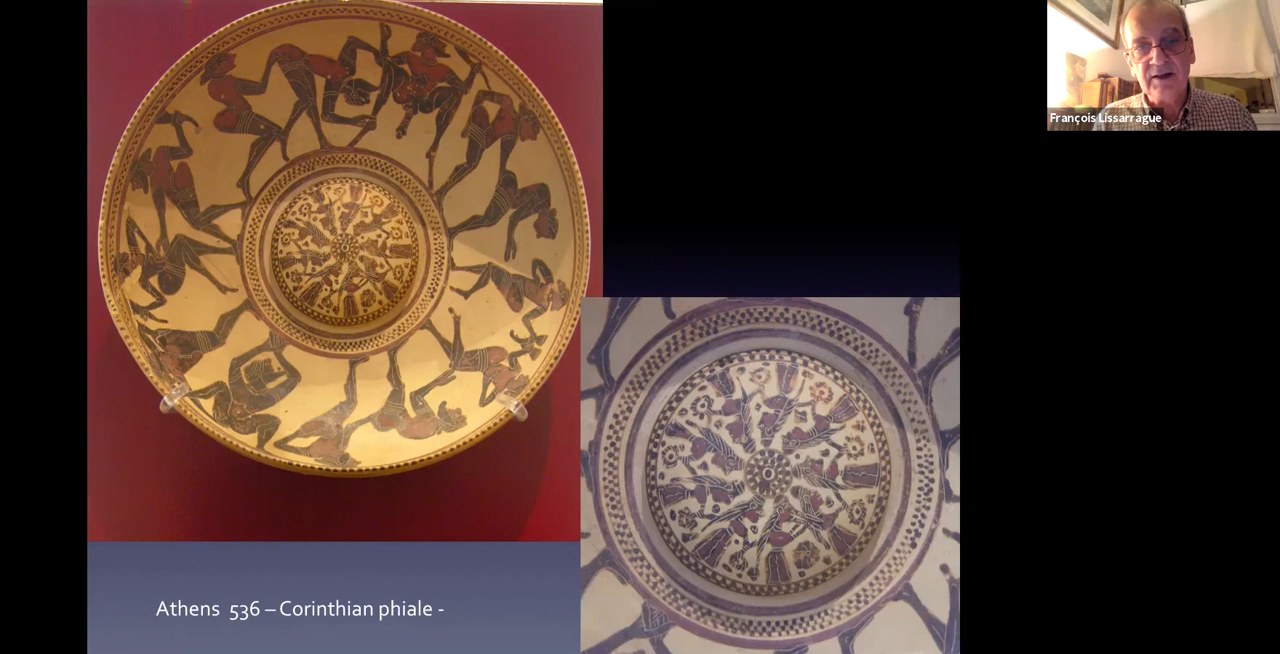 François Lissarrague
Athens 536 – Corinthian phiale -